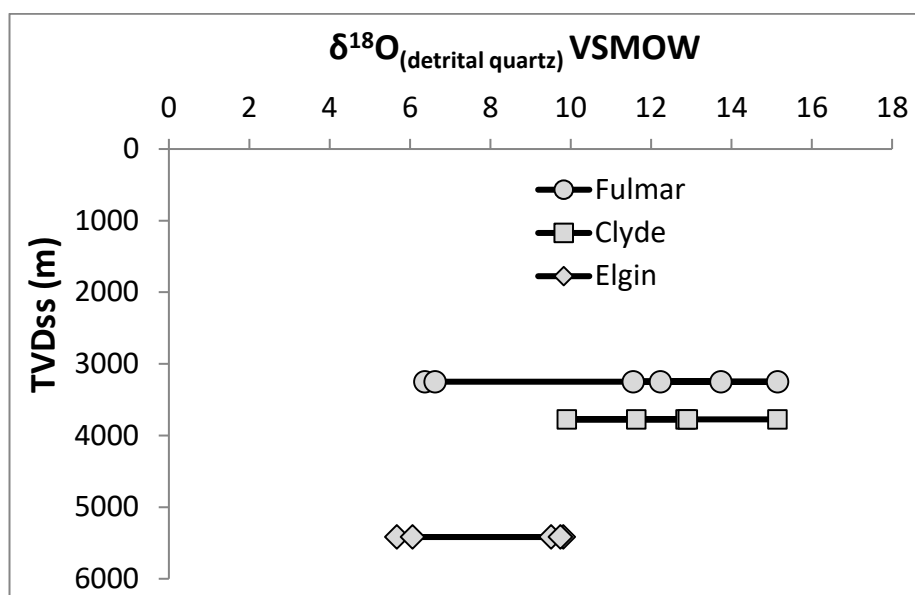 δ¹⁸O(detrital quartz) VSMOW
0 2 4 6 8 10 12 14 16 18
0
1000
2000
3000
4000
5000
6000
TVDss (m)
Fulmar
Clyde
Elgin